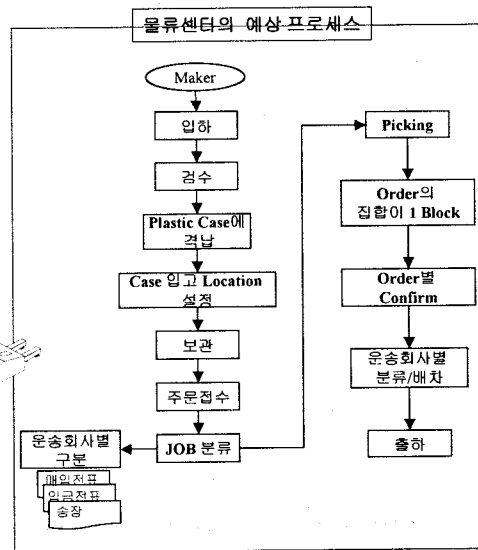 물류센터의 예상 프로세스
Maker
입하
검수
Plastic Case에
격납
Case 입고 Location
설정
보관
주문접수
JOB 분류
운송회사별
구분
매입전표
입금전표
송장
Picking
Order의
집합이 1 Block
Order별
Confirm
운송회사별
분류/배차
출하